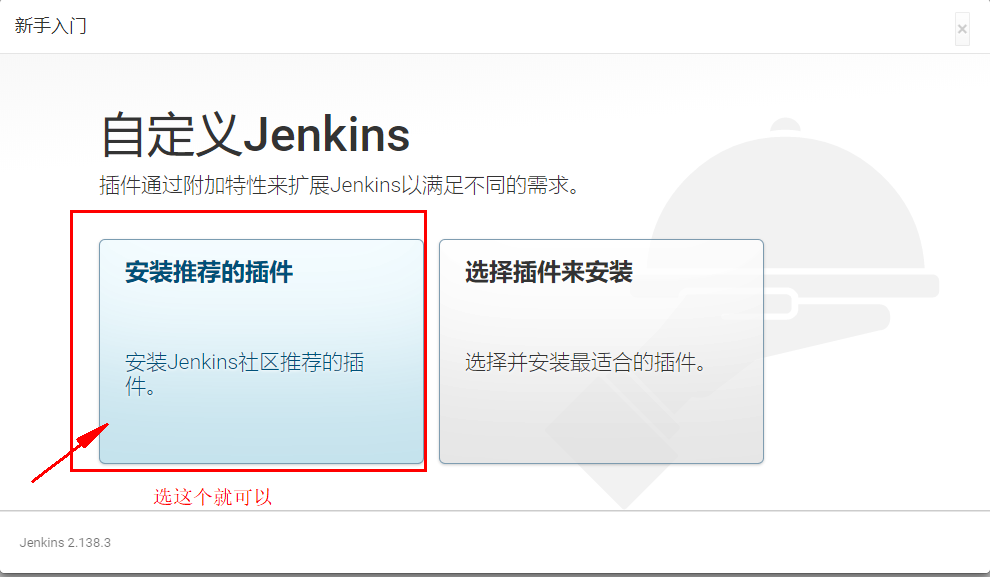 新手入门
×
自定义Jenkins
插件通过附加特性来扩展Jenkins以满足不同的需求。
安装推荐的插件
安装Jenkins社区推荐的插
件。
选择插件来安装
选择并安装最适合的插件。
选这个就可以
Jenkins 2.138.3